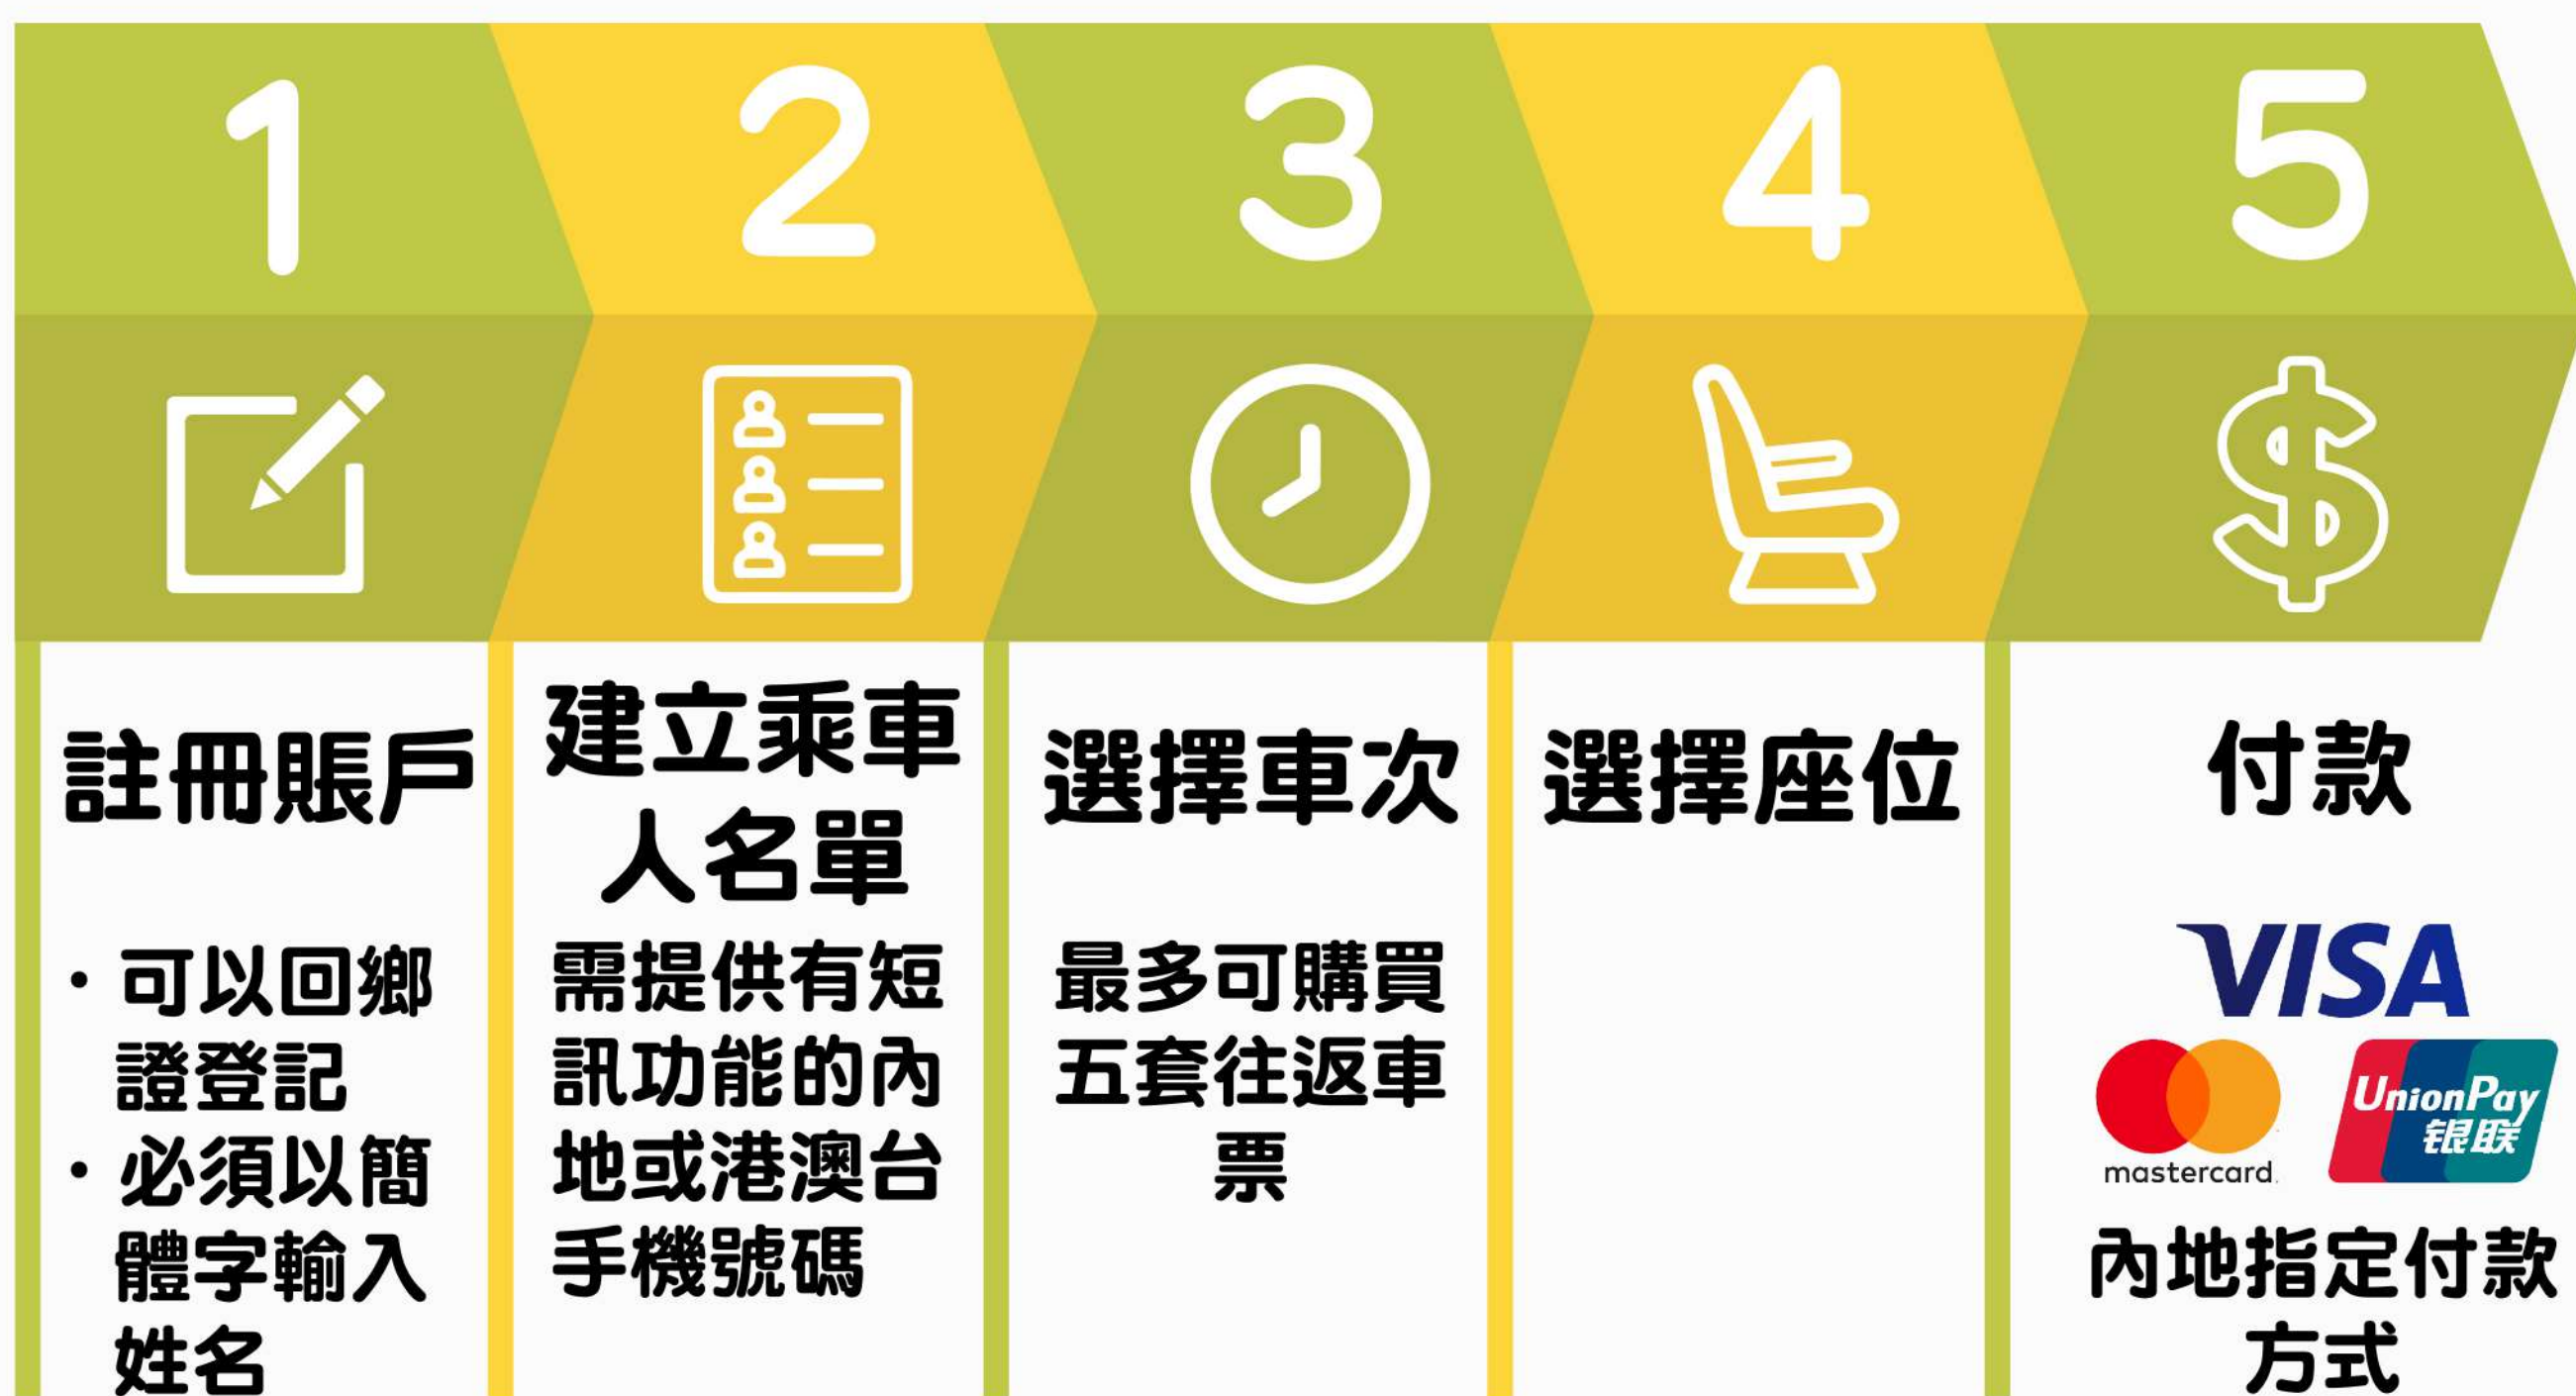 1
2
3
4
5
註冊賬戶
・可以回鄉
證登記
・必須以簡
體字輸入
姓名
建立乘車
人名單
需提供有短
訊功能的內
地或港澳台
手機號碼
選擇車次
最多可購買
五套往返車
票
選擇座位
付款
VISA
mastercard.
UnionPay
银联
內地指定付款
方式